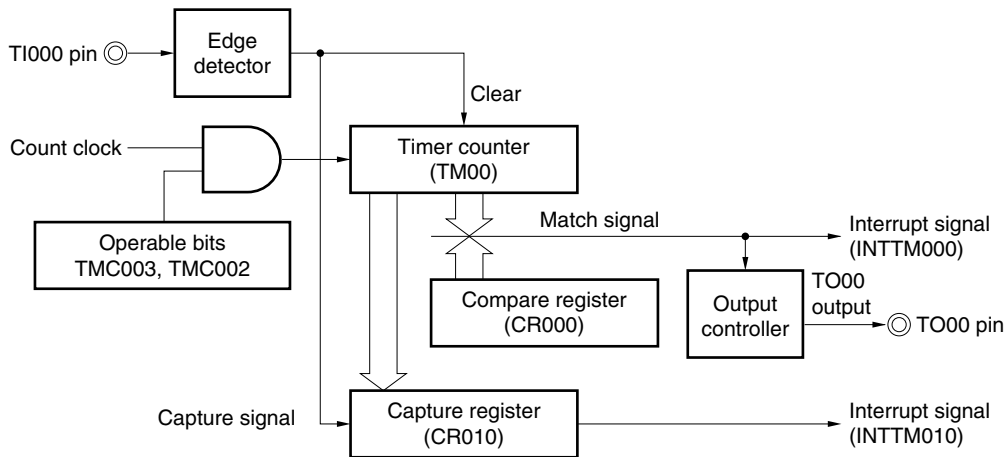 TI000 pin
Edge
detector
Clear
Count clock
Timer counter
(TM00)
Operable bits
TMC003, TMC002
Match signal
Interrupt signal
(INTTM000)
Compare register
(CR000)
Output
controller
TO00
output
TO00 pin
Capture signal
Capture register
(CR010)
Interrupt signal
(INTTM010)